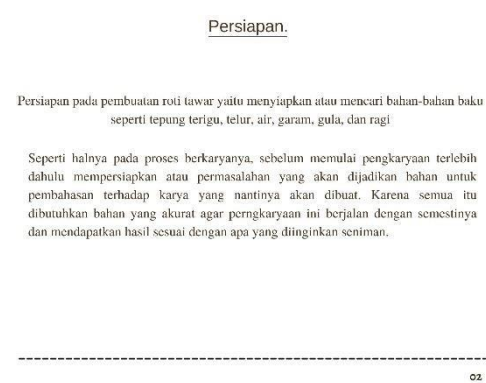 Persiapan.
Persiapan pada pembuatan roti tawar yaitu menyiapkan atau mencari bahan-bahan baku
seperti tepung terigu, telur, air, garam, gula, dan ragi
Seperti halnya pada proses berkaryanya, sebelum memulai pengkaryaan terlebih
dahulu mempersiapkan atau permasalahan yang akan dijadikan bahan untuk
pembahasan terhadap karya yang nantinya akan dibuat. Karena semua itu
dibutuhkan bahan yang akurat agar perngkaryaan ini berjalan dengan semestinya
dan mendapatkan hasil sesuai dengan apa yang diinginkan seniman.
02